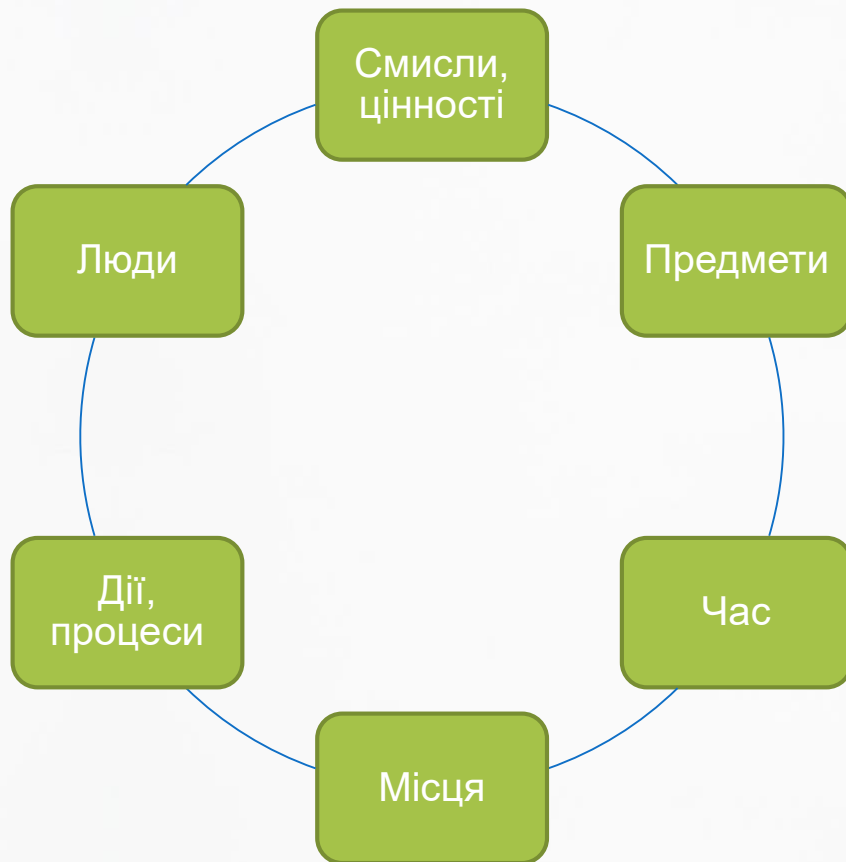 Смисли,
цінності
Люди
Предмети
Дії,
процеси
Час
Місця